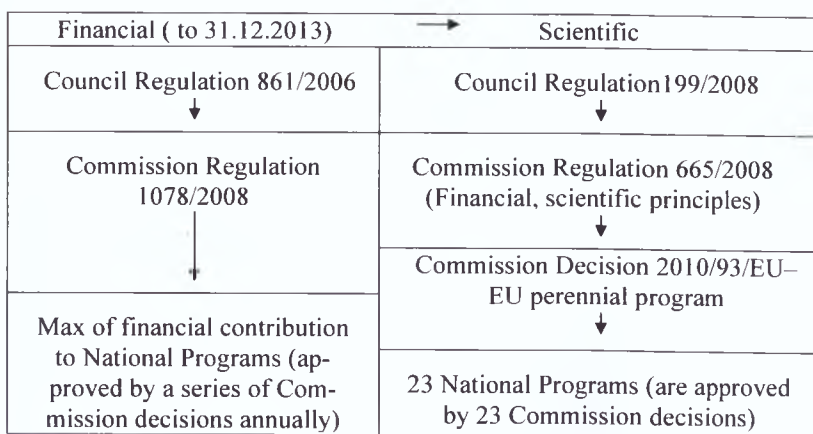 Financial ( to 31.12.2013)
Scientific
Council Regulation 861/2006
Commission Regulation
1078/2008
Max of financial contribution
to National Programs (ap-
proved by a series of Com-
mission decisions annually)
Council Regulation199/2008
Commission Regulation 665/2008
(Financial, scientific principles)
Commission Decision 2010/93/EU–
EU perennial program
23 National Programs (are approved
by 23 Commission decisions)